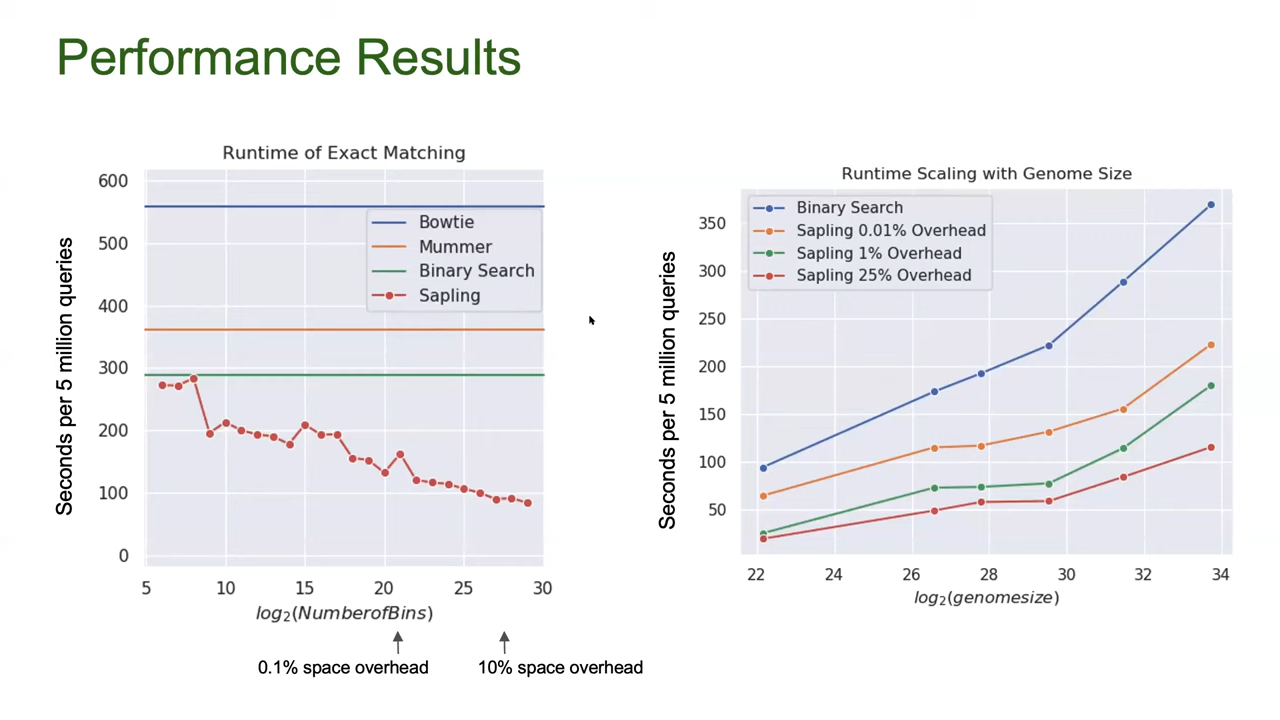 Performance Results
Runtime of Exact Matching
Seconds per 5 million queries
600
500
400
300
200
100
0
Bowtie
Mummer
Binary Search
Sapling
5 10 15 20 25 30
log₂(NumberofBins)
0.1% space overhead
10% space overhead
Runtime Scaling with Genome Size
Seconds per 5 million queries
350
300
250
200
150
100
50
Binary Search
Sapling 0.01% Overhead
Sapling 1% Overhead
Sapling 25% Overhead
22 24 26 28 30 32 34
log₂(genomesize)